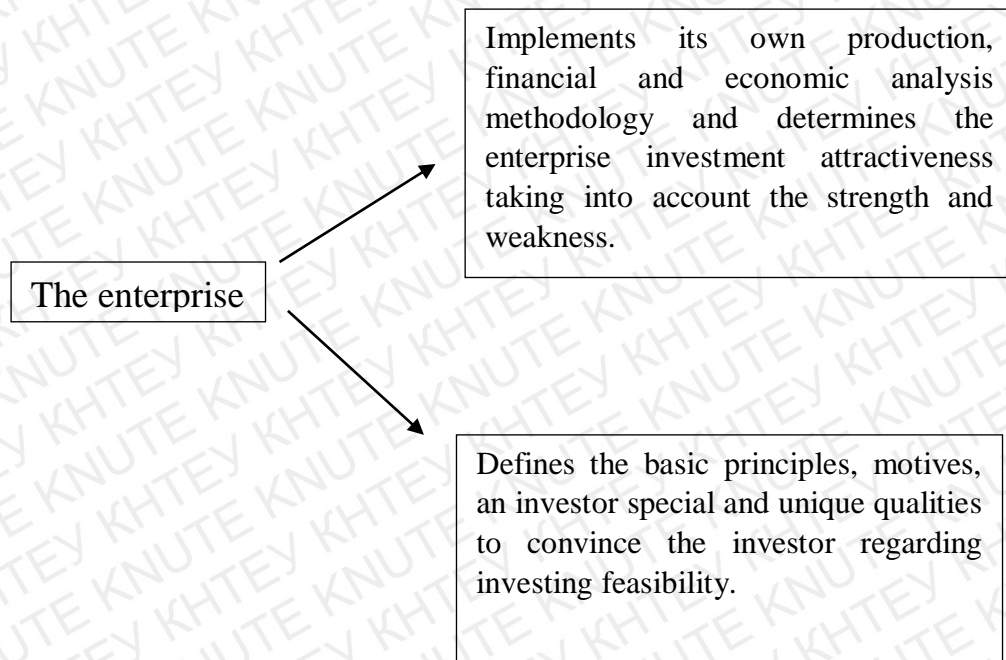 Implements its own production,
financial and economic analysis
methodology and determines the
enterprise investment attractiveness
taking into account the strength and
weakness.
The enterprise
Defines the basic principles, motives,
an investor special and unique qualities
to convince the investor regarding
investing feasibility.